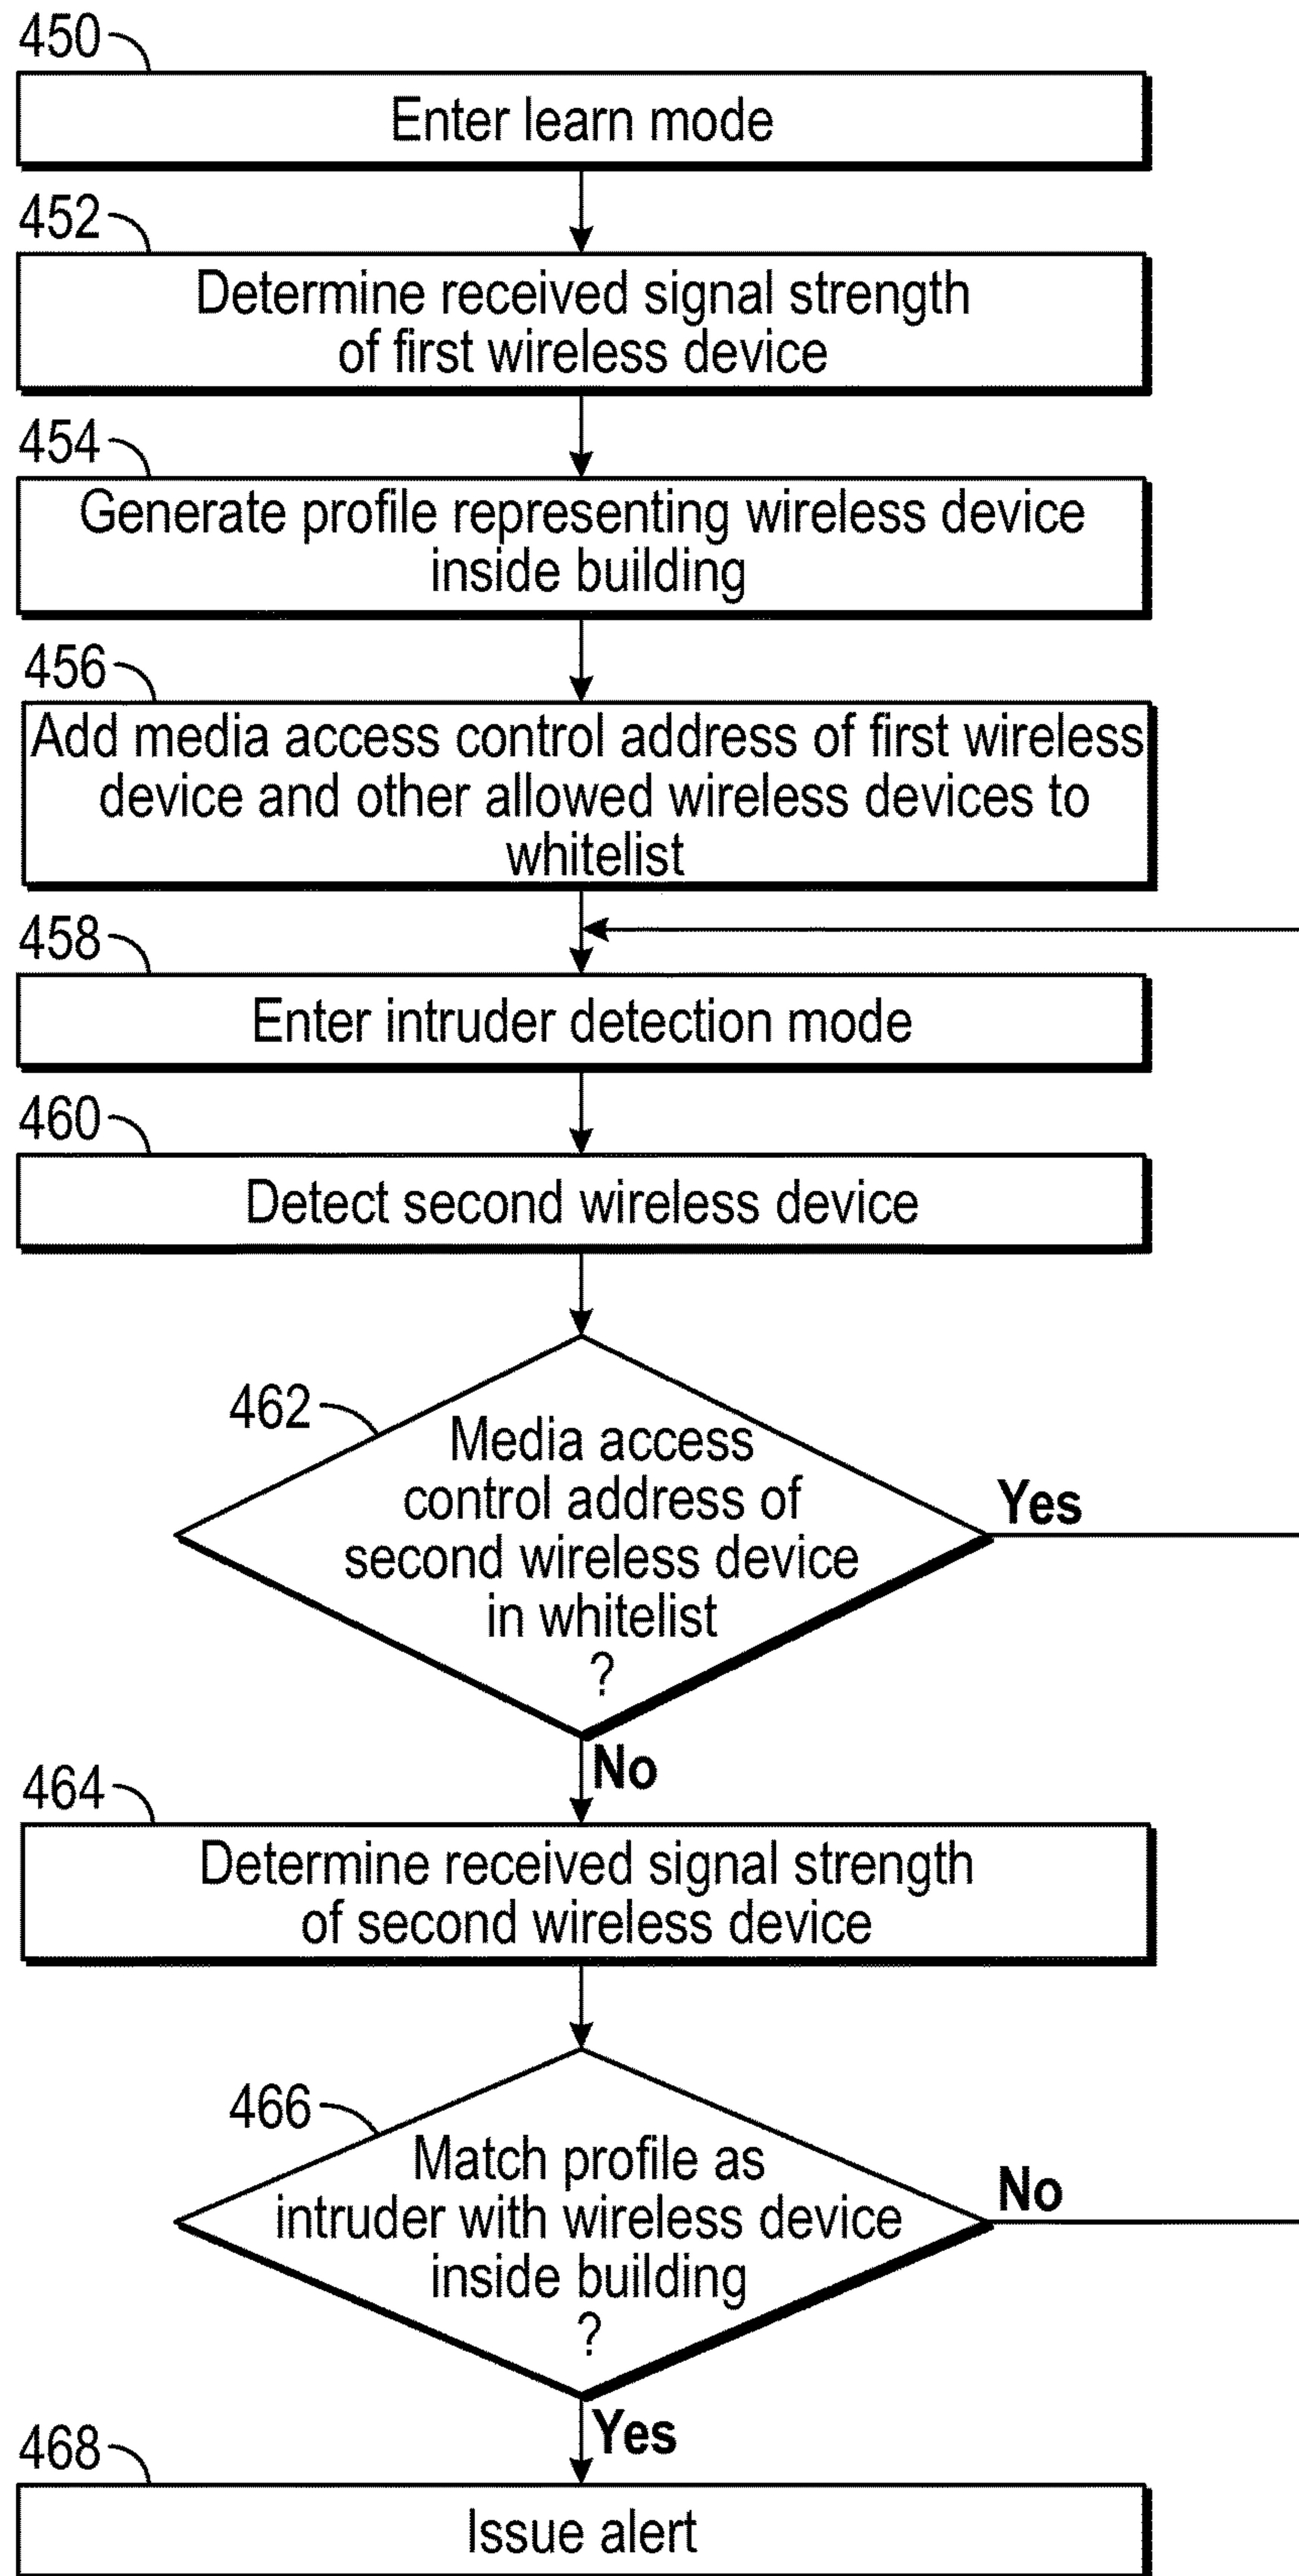 450
Enter learn mode
452
Determine received signal strength
of first wireless device
454
Generate profile representing wireless device
inside building
456
Add media access control address of first wireless
device and other allowed wireless devices to
whitelist
458
Enter intruder detection mode
460
Detect second wireless device
462
Media access
control address of
second wireless device
in whitelist
?
Yes
No
464
Determine received signal strength
of second wireless device
466
Match profile as
intruder with wireless device
inside building
?
No
Yes
468
Issue alert